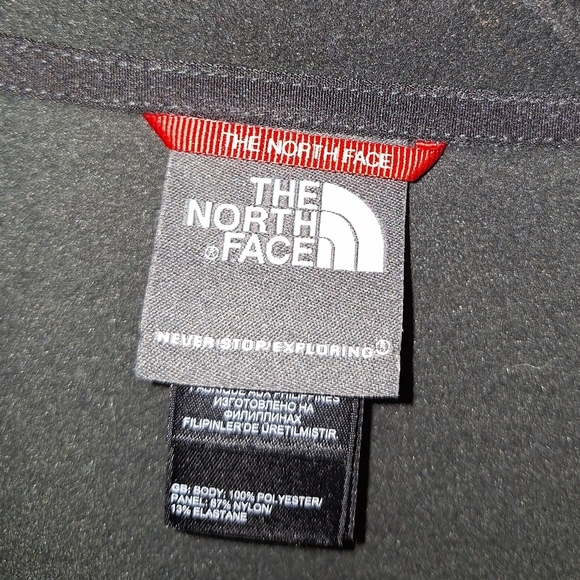 THE NORTH FACE
THE
NORTH
®FACE
NEVER STOP EXPLORING
FABRIQUÉ AUX PHILIPPINES
ИЗГОТОВЛЕНО НА
ФИЛИППИНАХ
FILIPINLER DE ÜRETILMISTIR.
GB: BODY: 100% POLYESTER/
PANEL: 87% NYLON/
13% ELASTANE